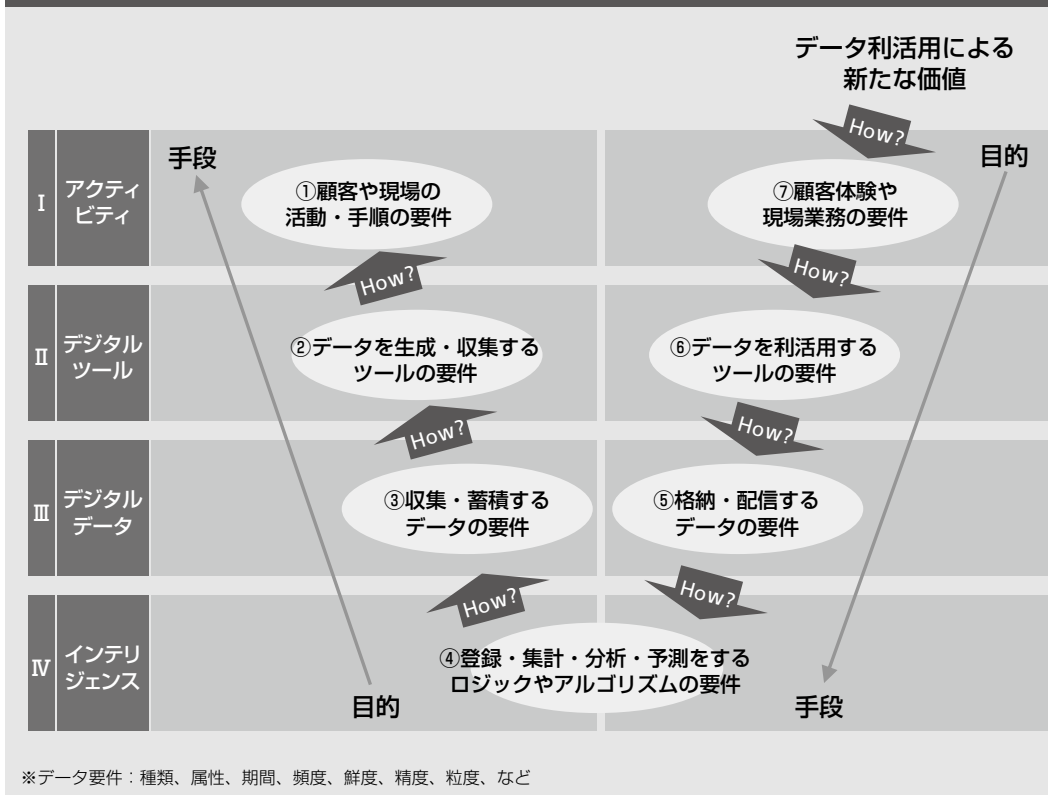 データ利活用による
新たな価値
How?
Ⅰ
アクティ
ビティ
手段
目的
①顧客や現場の
活動・手順の要件
⑦顧客体験や
現場業務の要件
How?
How?
Ⅱ
デジタル
ツール
②データを生成・収集する
ツールの要件
⑥データを利活用する
ツールの要件
How?
How?
Ⅲ
デジタル
データ
③収集・蓄積する
データの要件
⑤格納・配信する
データの要件
How?
How?
Ⅳ
インテリ
ジェンス
④登録・集計・分析・予測をする
ロジックやアルゴリズムの要件
目的
手段
※データ要件：種類、属性、期間、頻度、鮮度、精度、粒度、など